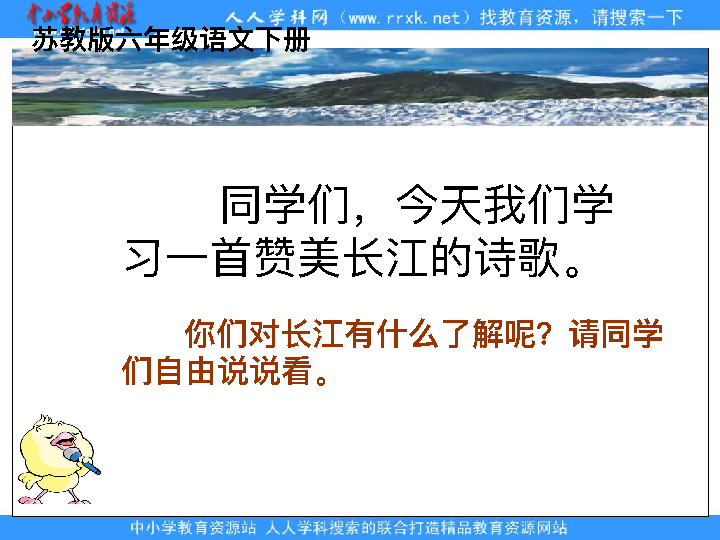 中小学教育资源
人人学科网（www.rrxk.net）找教育资源，请搜索一下
苏教版六年级语文下册
同学们，今天我们学
习一首赞美长江的诗歌。
你们对长江有什么了解呢？请同学
们自由说说看。
中小学教育资源站 人人学科搜索的联合打造精品教育资源网站